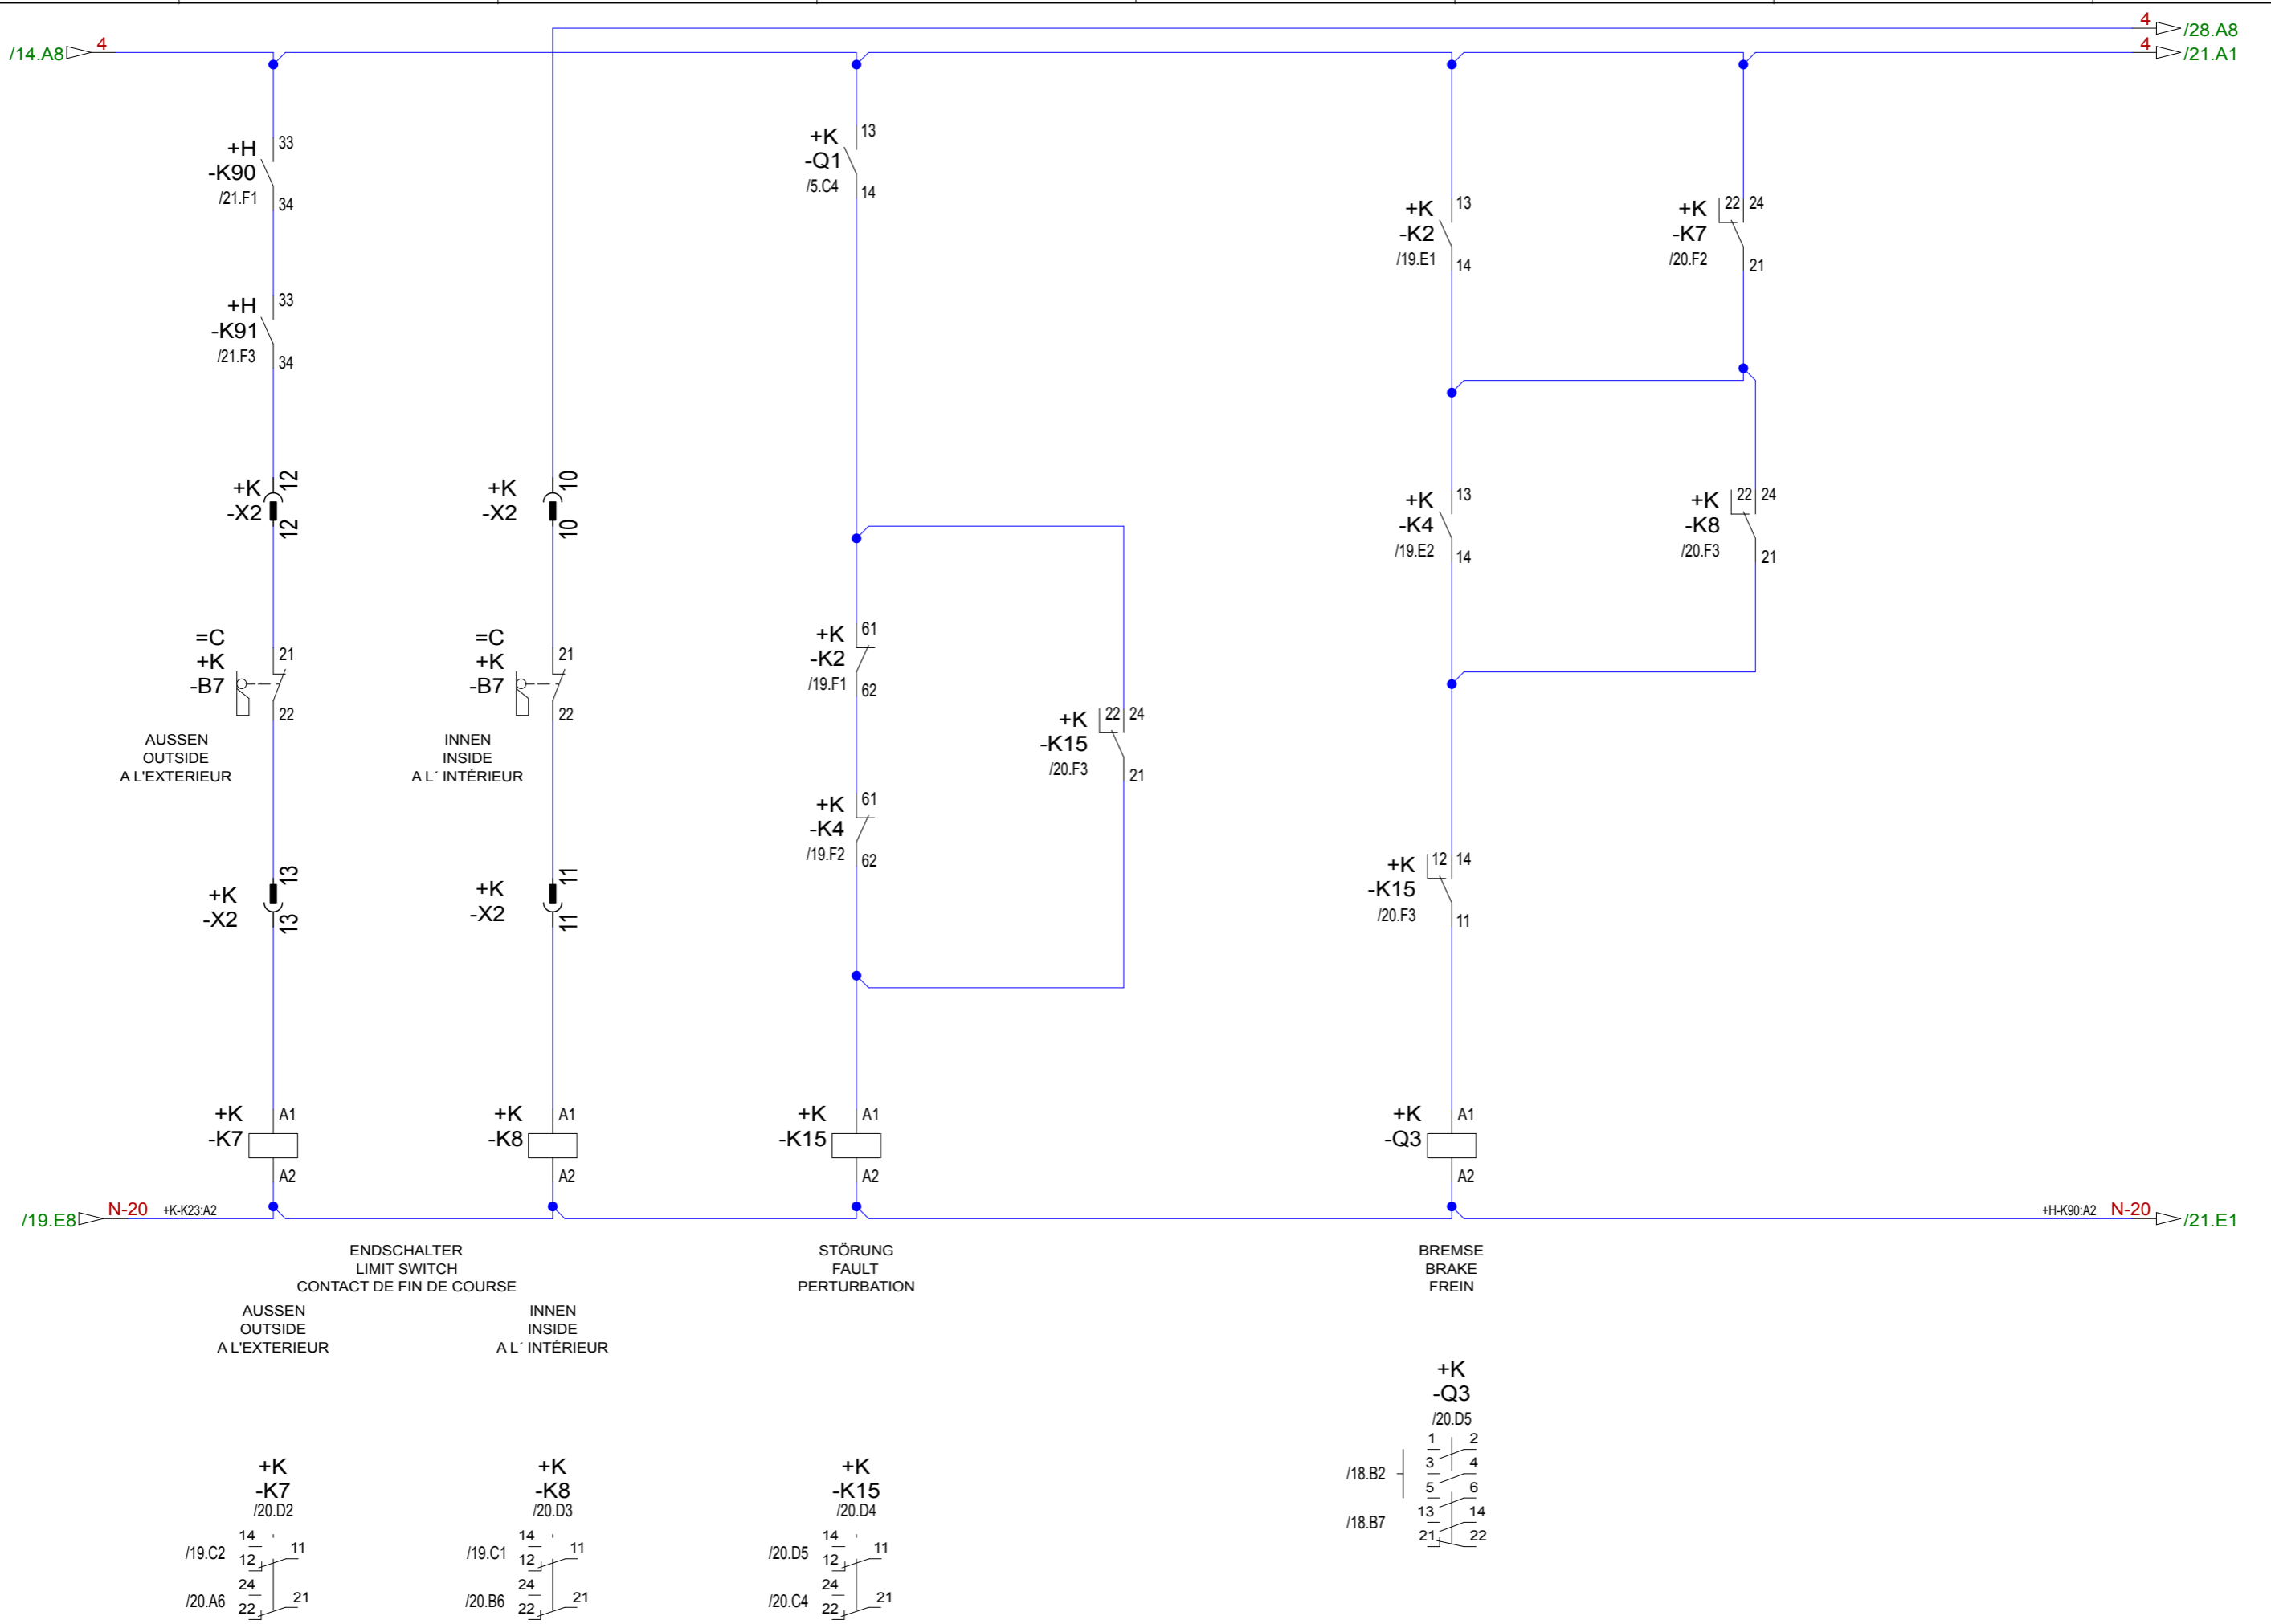 4
/28.A8
/14.A8
4
4
/21.A1
+H
-K90
/21.F1
33
34
+K
-Q1
/5.C4
13
14
+K
-K2
/19.E1
13
14
+K
-K7
/20.F2
22 24
21
+H
-K91
/21.F3
33
34
+K
-X2
12
12
+K
-X2
10
10
+K
-K4
/19.E2
13
14
+K
-K8
/20.F3
22 24
21
=C
+K
-B7
21
22
AUSSEN
OUTSIDE
A L'EXTERIEUR
=C
+K
-B7
21
22
INNEN
INSIDE
A L´ INTÉRIEUR
+K
-K2
/19.F1
61
62
+K
-K15
/20.F3
22 24
21
+K
-K4
/19.F2
61
62
+K
-X2
13
13
+K
-X2
11
11
+K
-K15
/20.F3
12 14
11
+K
-K7
A1
A2
+K
-K8
A1
A2
+K
-K15
A1
A2
+K
-Q3
A1
A2
/19.E8
N-20
+K-K23:A2
+H-K90:A2
N-20
/21.E1
ENDSCHALTER
LIMIT SWITCH
CONTACT DE FIN DE COURSE
AUSSEN
OUTSIDE
A L'EXTERIEUR
INNEN
INSIDE
A L´ INTÉRIEUR
STÖRUNG
FAULT
PERTURBATION
BREMSE
BRAKE
FREIN
+K
-Q3
/20.D5
1 2
3 4
/18.B2
5 6
13 14
/18.B7
21 22
+K
-K7
/20.D2
14
/19.C2 12 11
24
/20.A6 22 21
+K
-K8
/20.D3
14
/19.C1 12 11
24
/20.B6 22 21
+K
-K15
/20.D4
14
/20.D5 12 11
24
/20.C4 22 21